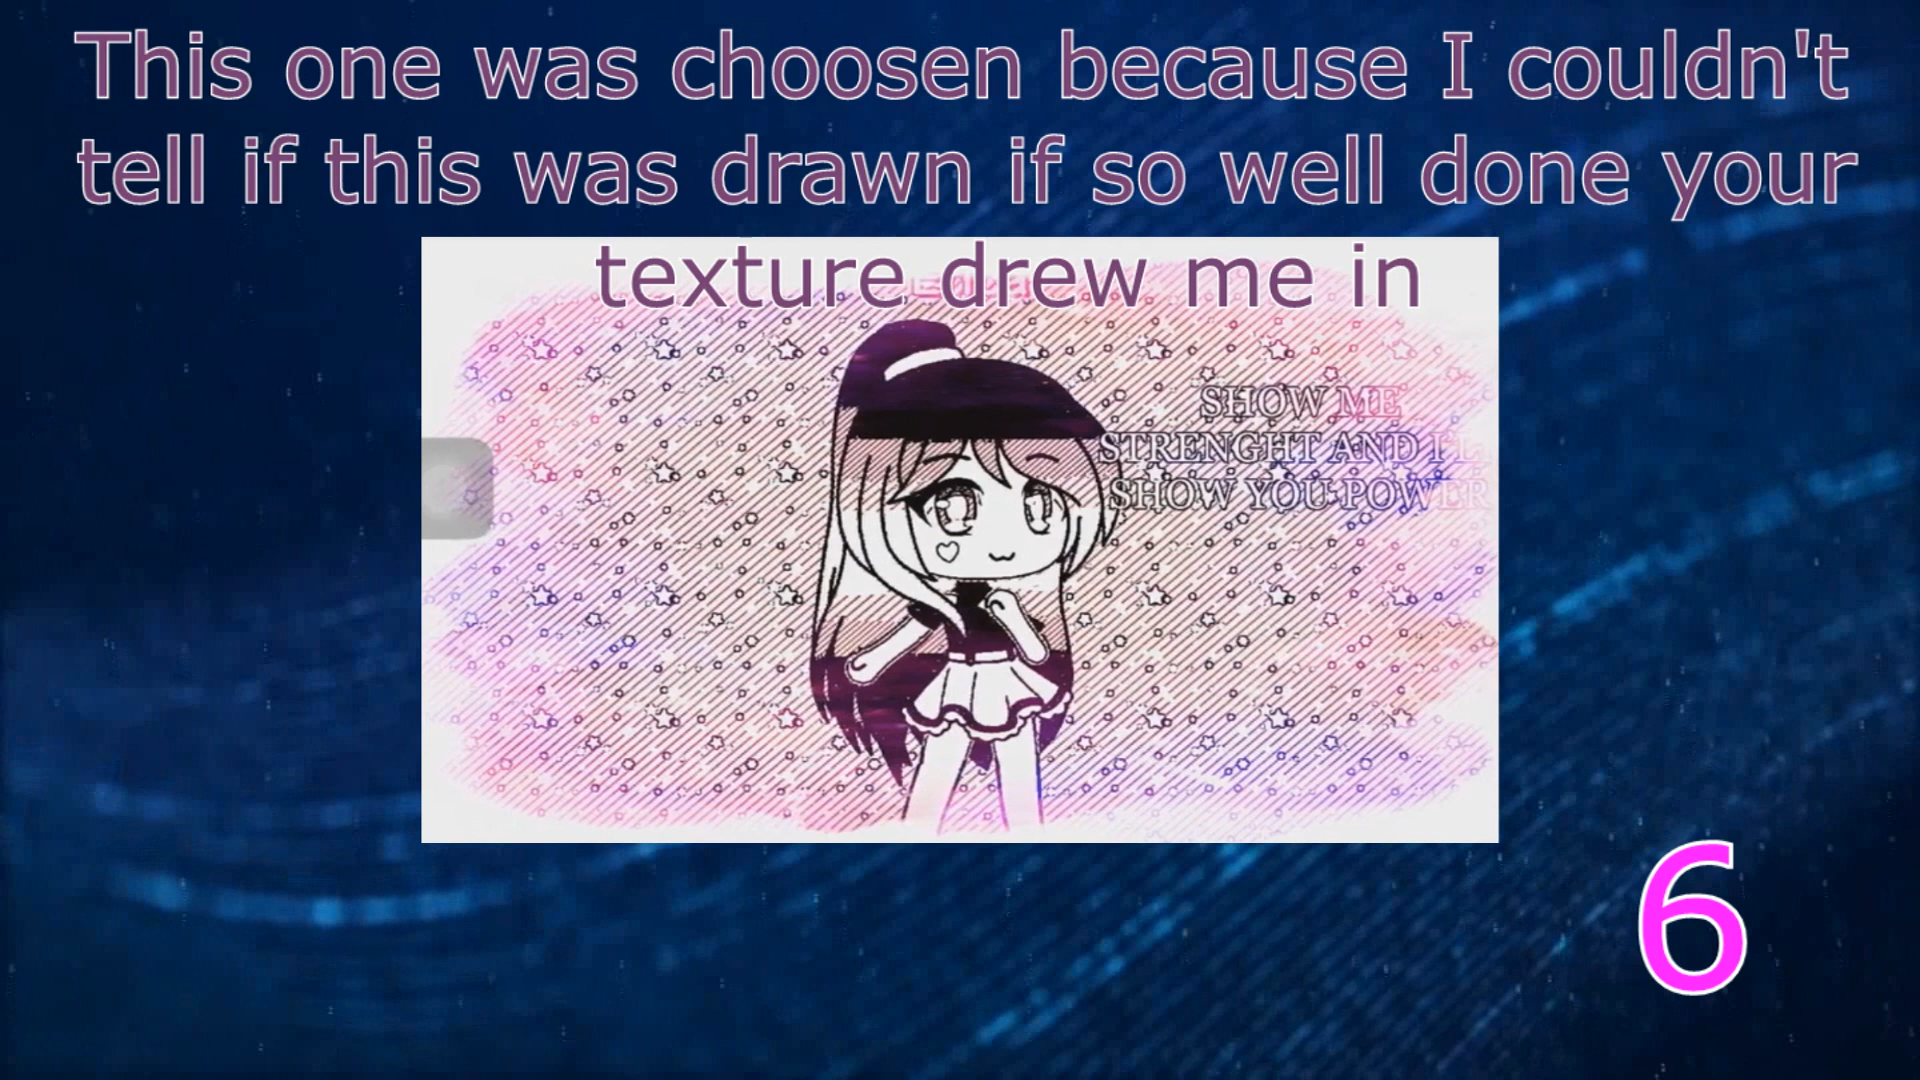 This one was choosen because I couldn't
tell if this was drawn if so well done your
texture drew me in
SHOW ME
STRENGHT AND I'LL
SHOW YOU POWER
6